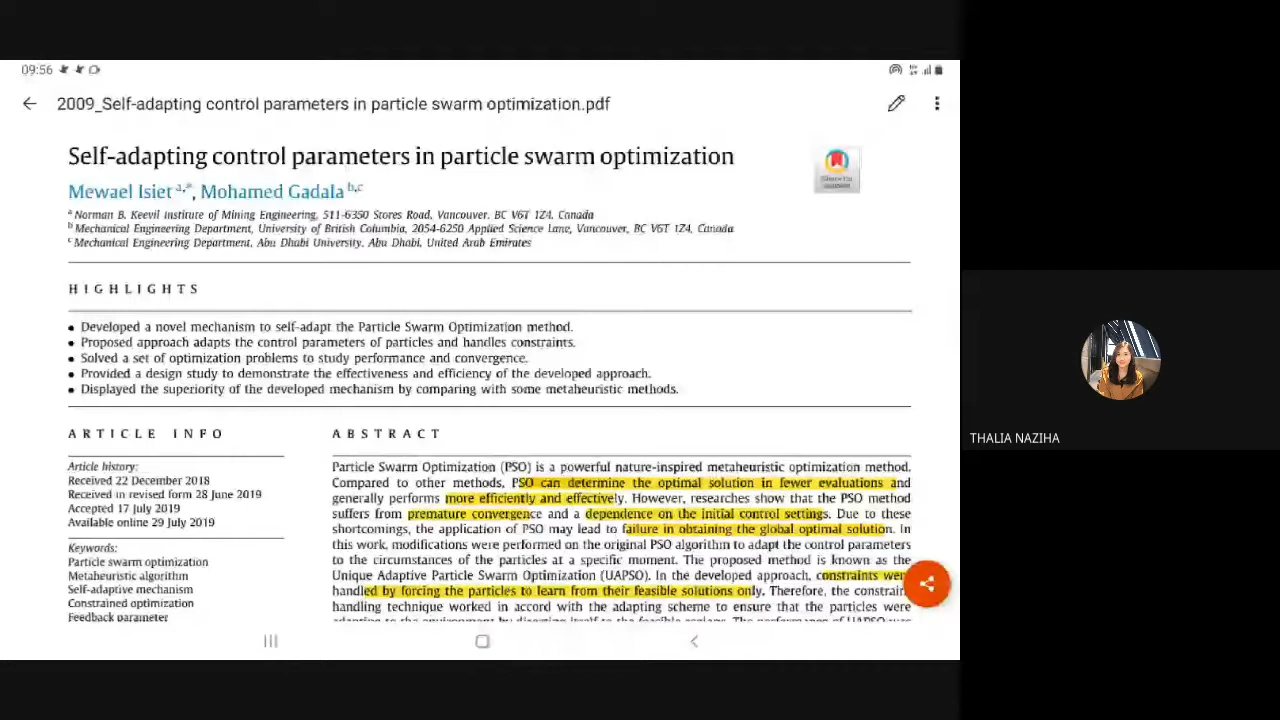 09:56
2009_Self-adapting control parameters in particle swarm optimization.pdf
Self-adapting control parameters in particle swarm optimization
Mewael Isiet a,*, Mohamed Gadala b,c
a Norman B. Keevil Institute of Mining Engineering, 511-6350 Stores Road, Vancouver, BC V6T 1Z4, Canada
b Mechanical Engineering Department, University of British Columbia, 2054-6250 Applied Science Lane, Vancouver, BC V6T 1Z4, Canada
c Mechanical Engineering Department, Abu Dhabi University, Abu Dhabi, United Arab Emirates
HIGHLIGHTS
• Developed a novel mechanism to self-adapt the Particle Swarm Optimization method.
• Proposed approach adapts the control parameters of particles and handles constraints.
• Solved a set of optimization problems to study performance and convergence.
• Provided a design study to demonstrate the effectiveness and efficiency of the developed approach.
• Displayed the superiority of the developed mechanism by comparing with some metaheuristic methods.
ARTICLE INFO
Article history:
Received 22 December 2018
Received in revised form 28 June 2019
Accepted 17 July 2019
Available online 29 July 2019
Keywords:
Particle swarm optimization
Metaheuristic algorithm
Self-adaptive mechanism
Constrained optimization
Feedback parameter
ABSTRACT
Particle Swarm Optimization (PSO) is a powerful nature-inspired metaheuristic optimization method.
Compared to other methods, PSO can determine the optimal solution in fewer evaluations and
generally performs more efficiently and effectively. However, researches show that the PSO method
suffers from premature convergence and a dependence on the initial control settings. Due to these
shortcomings, the application of PSO may lead to failure in obtaining the global optimal solution. In
this work, modifications were performed on the original PSO algorithm to adapt the control parameters
to the circumstances of the particles at a specific moment. The proposed method is known as the
Unique Adaptive Particle Swarm Optimization (UAPSO). In the developed approach, constraints wer
handled by forcing the particles to learn from their feasible solutions only. Therefore, the constrain
handling technique worked in accord with the adapting scheme to ensure that the particles were
THALIA NAZIHA